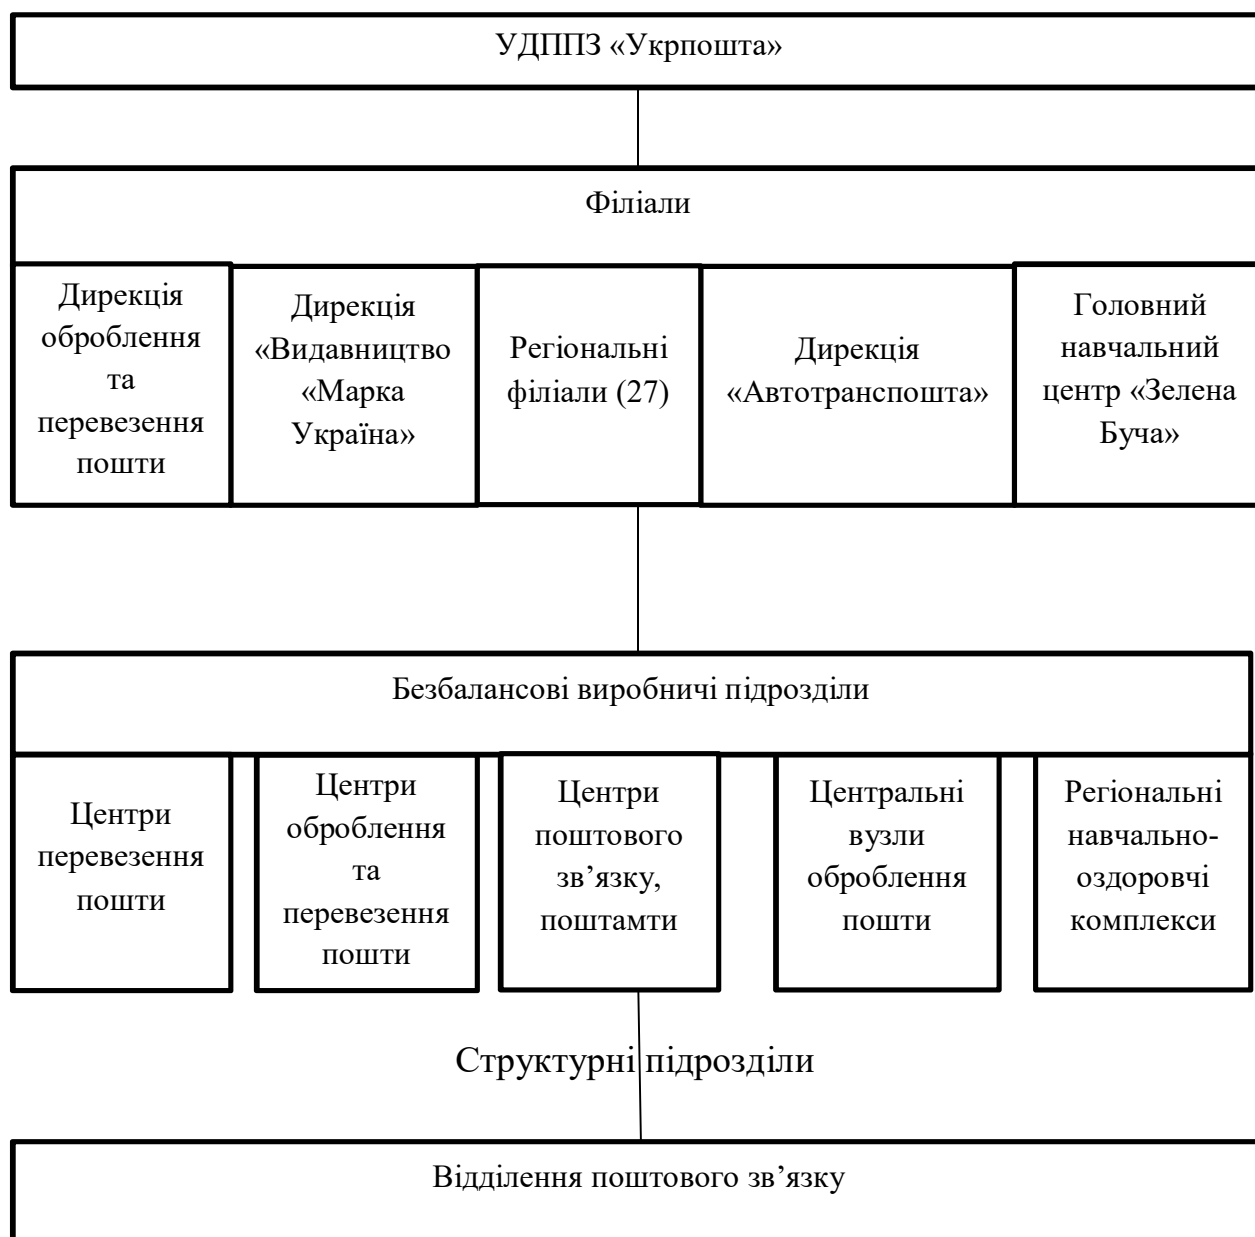 УДППЗ «Укрпошта»
Філіали
Дирекція
оброблення
та
перевезення
пошти
Дирекція
«Видавництво
«Марка
Україна»
Регіональні
філіали (27)
Дирекція
«Автотранспошта»
Головний
навчальний
центр «Зелена
Буча»
Безбалансові виробничі підрозділи
Центри
перевезення
пошти
Центри
оброблення
та
перевезення
пошти
Центри
поштового
зв’язку,
поштамти
Центральні
вузли
оброблення
пошти
Регіональні
навчально-
оздоровчі
комплекси
Структурні підрозділи
Відділення поштового зв’язку